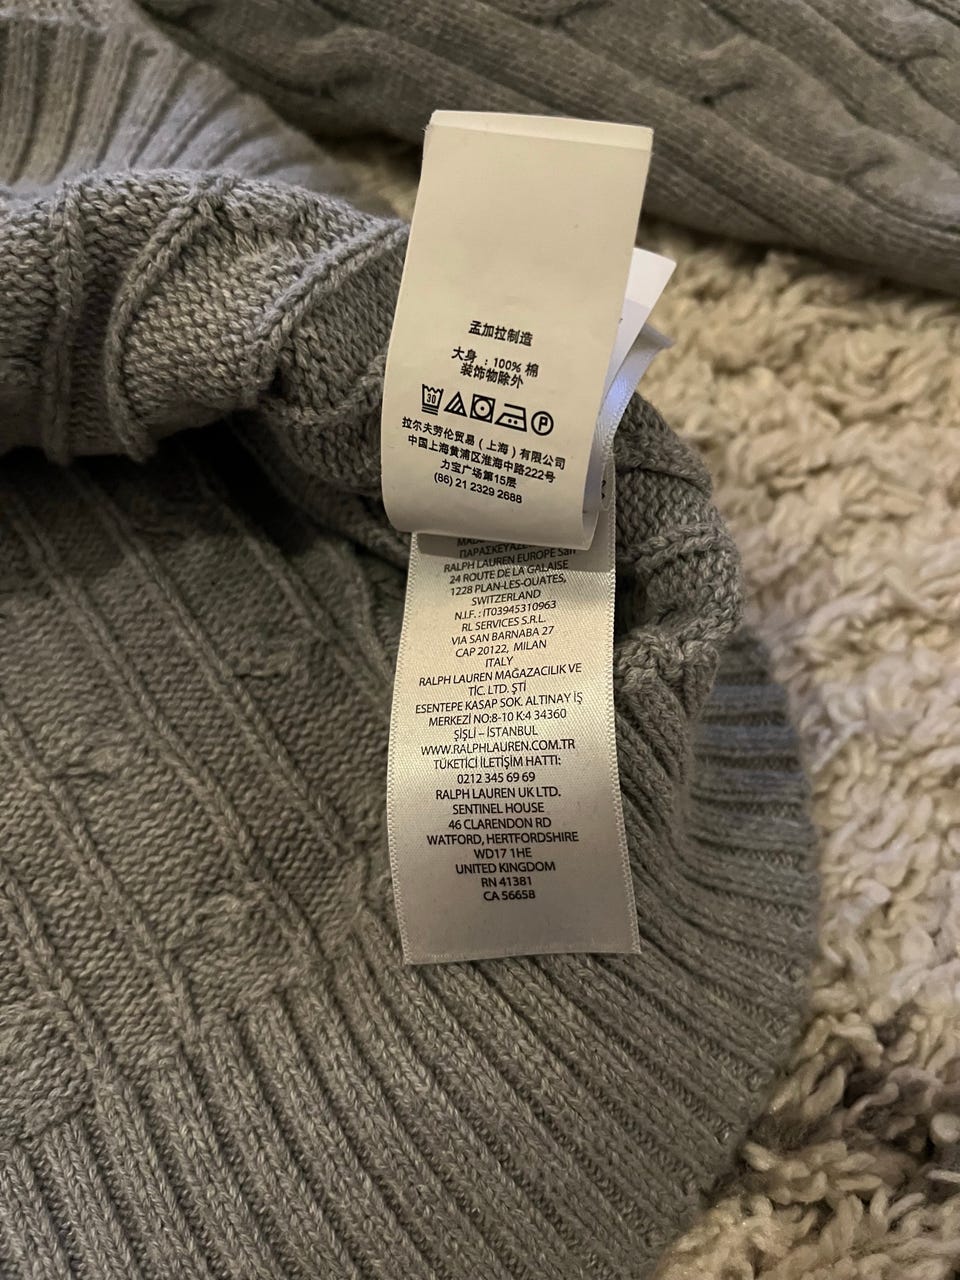 孟加拉制造
大身：100% 棉
装饰物除外
30 P
拉尔夫劳伦贸易（上海）有限公司
中国上海黄浦区淮海中路222号
力宝广场第15层
(86) 21 2329 2688
ΠΑΡΑΣΚΕΥΑΖΕ
RALPH LAUREN EUROPE Sàrl
24 ROUTE DE LA GALAISE
1228 PLAN-LES-OUATES,
SWITZERLAND
N.I.F. : IT03945310963
RL SERVICES S.R.L.
VIA SAN BARNABA 27
CAP 20122, MILAN
ITALY
RALPH LAUREN MAĞAZACILIK VE
TİC. LTD. ŞTİ
ESENTEPE KASAP SOK. ALTINAY İŞ
MERKEZİ NO:8-10 K:4 34360
ŞİŞLİ – İSTANBUL
WWW.RALPHLAUREN.COM.TR
TÜKETİCİ İLETİŞİM HATTI:
0212 345 69 69
RALPH LAUREN UK LTD.
SENTINEL HOUSE
46 CLARENDON RD
WATFORD, HERTFORDSHIRE
WD17 1HE
UNITED KINGDOM
RN 41381
CA 56658